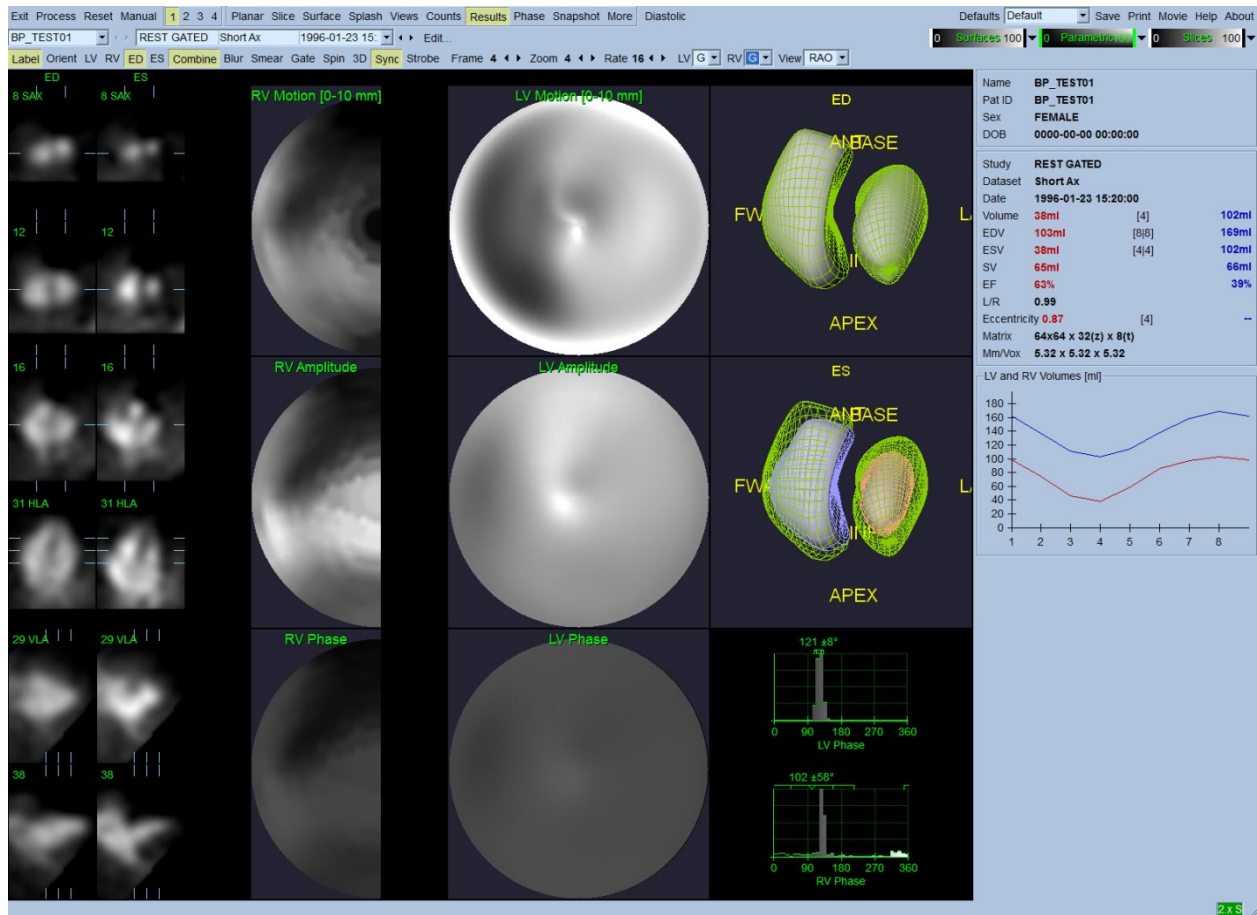 Exit Process Reset Manual 1 2 3 4 Planar Slice Surface Splash Views Counts Results Phase Snapshot More Diastolic Defaults Default Save Print Movie Help About
BP_TEST01 REST GATED Short Ax 1996-01-23 15: Edit... 0 Surfaces 100 0 Parametric 0 Slices 100
Label Orient LV RV ED ES Combine Blur Smear Gate Spin 3D Sync Strobe Frame 4 Zoom 4 Rate 16 LV G RV G View RAO
ED ES
8 SAX 8 SAX
12
16 16
31 HLA 31 HLA
29 VLA 29 VLA
38 38
RV Motion [0-10 mm] LV Motion [0-10 mm]
RV Amplitude LV Amplitude
RV Phase LV Phase
ED
ANT BASE
FW
APEX
ES
ANT BASE
FW
APEX
121 ±8°
0 90 180 270 360
LV Phase
102 ±58°
0 90 180 270 360
RV Phase
Name BP_TEST01
Pat ID BP_TEST01
Sex FEMALE
DOB 0000-00-00 00:00:00
Study REST GATED
Dataset Short Ax
Date 1996-01-23 15:20:00
Volume 38ml [4] 102ml
EDV 103ml [8|8] 169ml
ESV 38ml [4|4] 102ml
SV 65ml 66ml
EF 63% 39%
L/R 0.99
Eccentricity 0.87 [4] --
Matrix 64x64 x 32(z) x 8(t)
Mm/Vox 5.32 x 5.32 x 5.32
LV and RV Volumes [ml]
180
160
140
120
100
80
60
40
20
0
1 2 3 4 5 6 7 8
2.x S